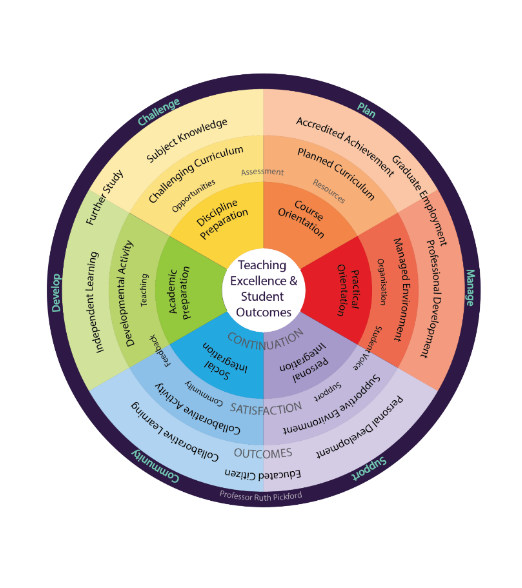 Challenge
Plan
Subject Knowledge
Accredited Achievement
Challenging Curriculum
Planned Curriculum
Further Study
Graduate Employment
Opportunities
Assessment
Resources
Discipline
Preparation
Course
Orientation
Develop
Independent Learning
Developmental Activity
Teaching
Academic
Preparation
Teaching
Excellence &
Student
Outcomes
Practical
Orientation
Organisation
Managed Environment
Professional Development
Manage
Feedback
Student Voice
CONTINUATION
Social
Integration
Personal
Integration
Community
Support
SATISFACTION
Collaborative Activity
Supportive Environment
Collaborative Learning
Personal Development
OUTCOMES
Educated Citizen
Community
Support
Professor Ruth Pickford